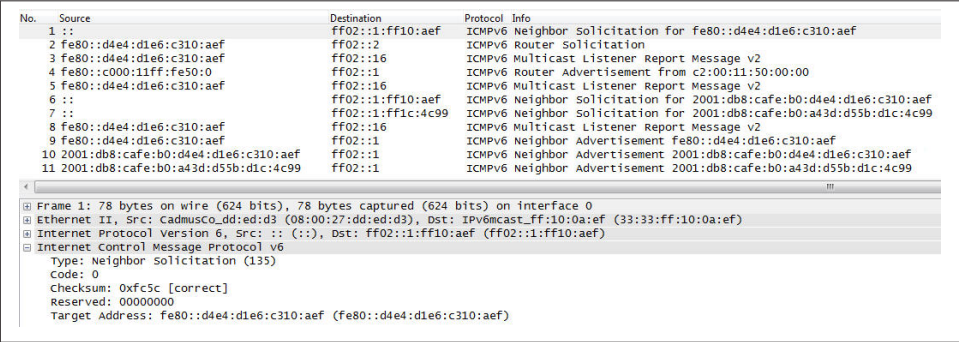 No. Source Destination Protocol Info
1 :: ff02::1:ff10:aef ICMPv6 Neighbor Solicitation for fe80::d4e4:d1e6:c310:aef
2 fe80::d4e4:d1e6:c310:aef ff02::2 ICMPv6 Router Solicitation
3 fe80::d4e4:d1e6:c310:aef ff02::16 ICMPv6 Multicast Listener Report Message v2
4 fe80::c000:11ff:fe50:0 ff02::1 ICMPv6 Router Advertisement from c2:00:11:50:00:00
5 fe80::d4e4:d1e6:c310:aef ff02::16 ICMPv6 Multicast Listener Report Message v2
6 :: ff02::1:ff10:aef ICMPv6 Neighbor Solicitation for 2001:db8:cafe:b0:d4e4:d1e6:c310:aef
7 :: ff02::1:ff1c:4c99 ICMPv6 Neighbor Solicitation for 2001:db8:cafe:b0:a43d:d55b:d1c:4c99
8 fe80::d4e4:d1e6:c310:aef ff02::16 ICMPv6 Multicast Listener Report Message v2
9 fe80::d4e4:d1e6:c310:aef ff02::1 ICMPv6 Neighbor Advertisement fe80::d4e4:d1e6:c310:aef
10 2001:db8:cafe:b0:d4e4:d1e6:c310:aef ff02::1 ICMPv6 Neighbor Advertisement 2001:db8:cafe:b0:d4e4:d1e6:c310:aef
11 2001:db8:cafe:b0:a43d:d55b:d1c:4c99 ff02::1 ICMPv6 Neighbor Advertisement 2001:db8:cafe:b0:a43d:d55b:d1c:4c99
Frame 1: 78 bytes on wire (624 bits), 78 bytes captured (624 bits) on interface 0
Ethernet II, Src: CadmusCo_dd:ed:d3 (08:00:27:dd:ed:d3), Dst: IPv6mcast_ff:10:0a:ef (33:33:ff:10:0a:ef)
Internet Protocol Version 6, Src: :: (::), Dst: ff02::1:ff10:aef (ff02::1:ff10:aef)
Internet Control Message Protocol v6
Type: Neighbor Solicitation (135)
Code: 0
Checksum: 0xfc5c [correct]
Reserved: 00000000
Target Address: fe80::d4e4:d1e6:c310:aef (fe80::d4e4:d1e6:c310:aef)